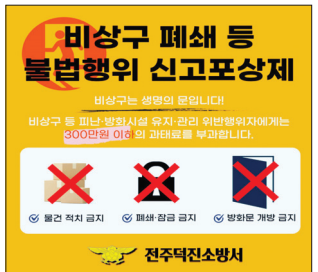 비상구 폐쇄 등
불법행위 신고포상제
비상구는 생명의 문입니다!
비상구 등 피난·방화시설 유지·관리 위반행위자에게는
300만원 이하의 과태료를 부과합니다.
물건 적치 금지
폐쇄·잠금 금지
방화문 개방 금지
전주덕진소방서